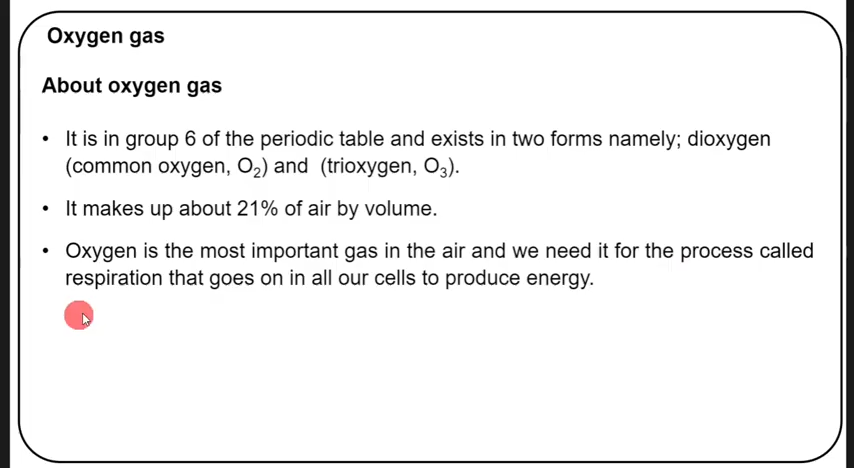 Oxygen gas
About oxygen gas
• It is in group 6 of the periodic table and exists in two forms namely; dioxygen
(common oxygen, O₂) and (trioxygen, O₃).
• It makes up about 21% of air by volume.
• Oxygen is the most important gas in the air and we need it for the process called
respiration that goes on in all our cells to produce energy.